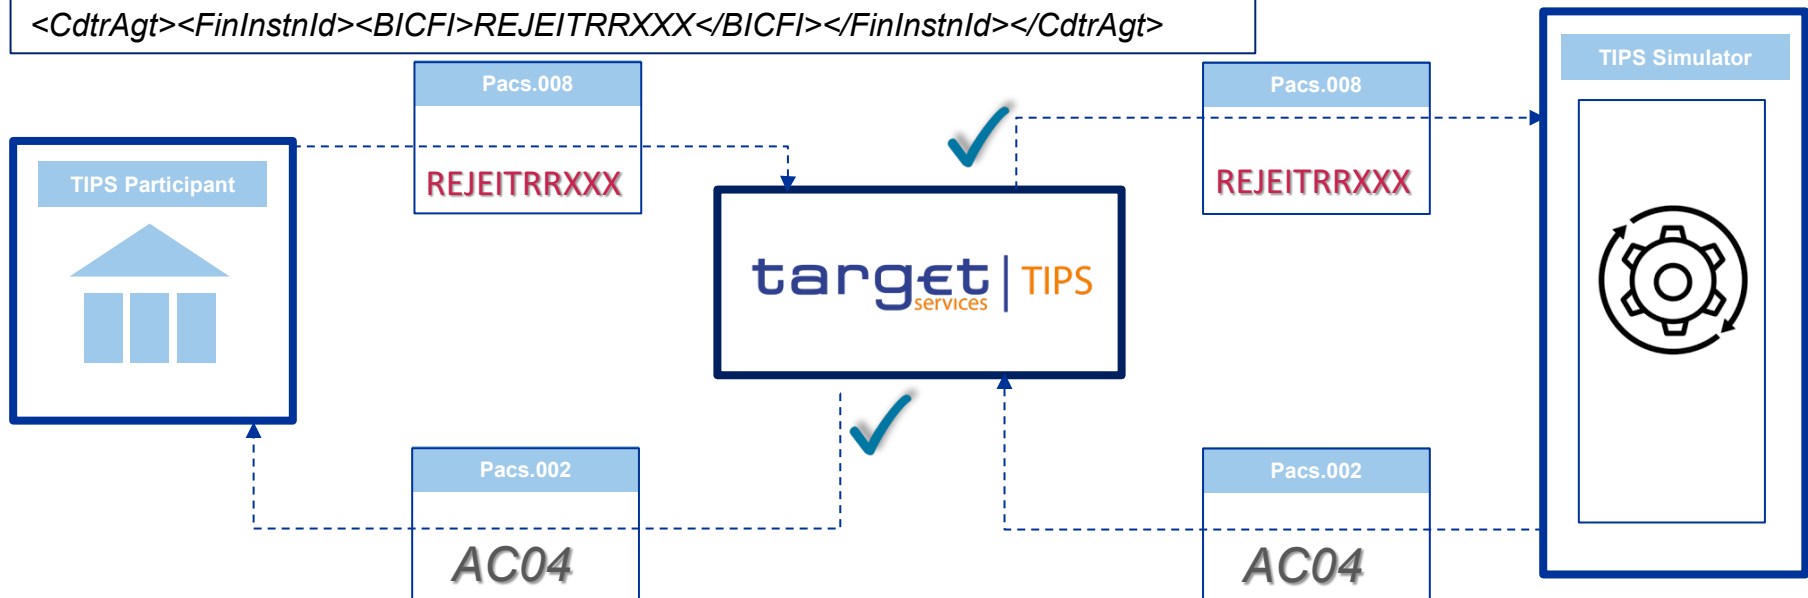 <CdtrAgt><FinInstnId><BICFI>REJEITRRXXX</BICFI></FinInstnId></CdtrAgt>
TIPS Participant
Pacs.008
REJEITRRXXX
target services | TIPS
Pacs.008
REJEITRRXXX
TIPS Simulator
Pacs.002
AC04
Pacs.002
AC04